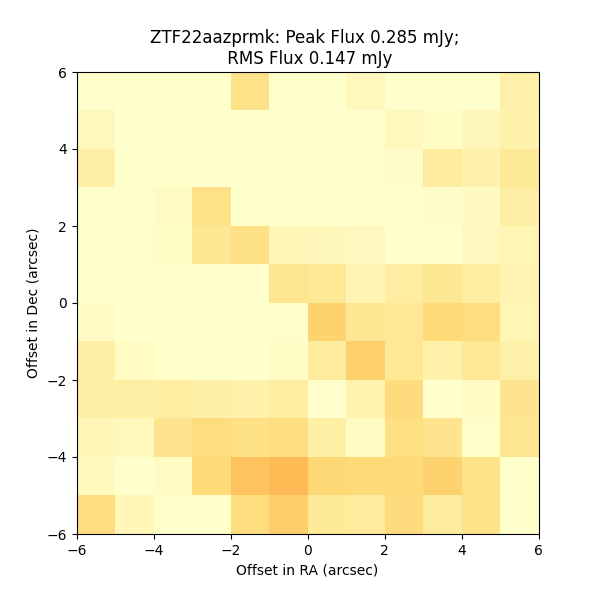 ZTF22aazprmk: Peak Flux 0.285 mJy;
RMS Flux 0.147 mJy
6
4
2
0
−2
−4
−6
Offset in Dec (arcsec)
−6 −4 −2 0 2 4 6
Offset in RA (arcsec)